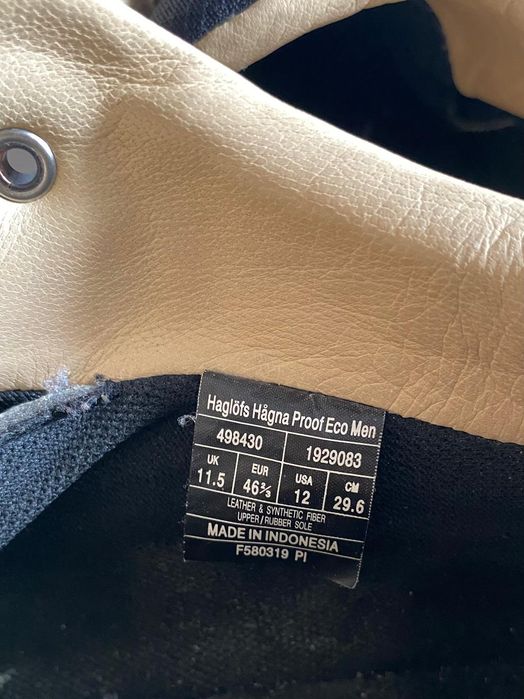 Haglöfs Hågna Proof Eco Men
498430 1929083
UK EUR USA CM
11.5 46⅔ 12 29.6
LEATHER & SYNTHETIC FIBER
UPPER/RUBBER SOLE
MADE IN INDONESIA
F580319 PI